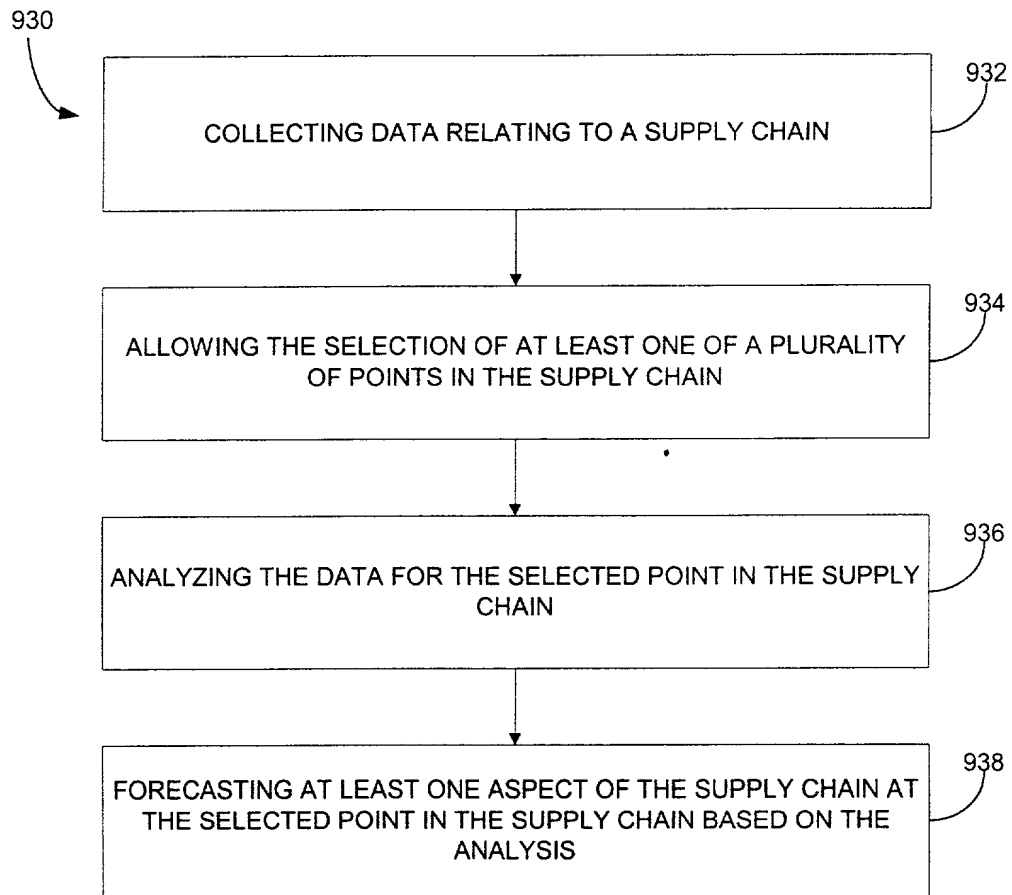 930
932
COLLECTING DATA RELATING TO A SUPPLY CHAIN
934
ALLOWING THE SELECTION OF AT LEAST ONE OF A PLURALITY
OF POINTS IN THE SUPPLY CHAIN
936
ANALYZING THE DATA FOR THE SELECTED POINT IN THE SUPPLY
CHAIN
938
FORECASTING AT LEAST ONE ASPECT OF THE SUPPLY CHAIN AT
THE SELECTED POINT IN THE SUPPLY CHAIN BASED ON THE
ANALYSIS